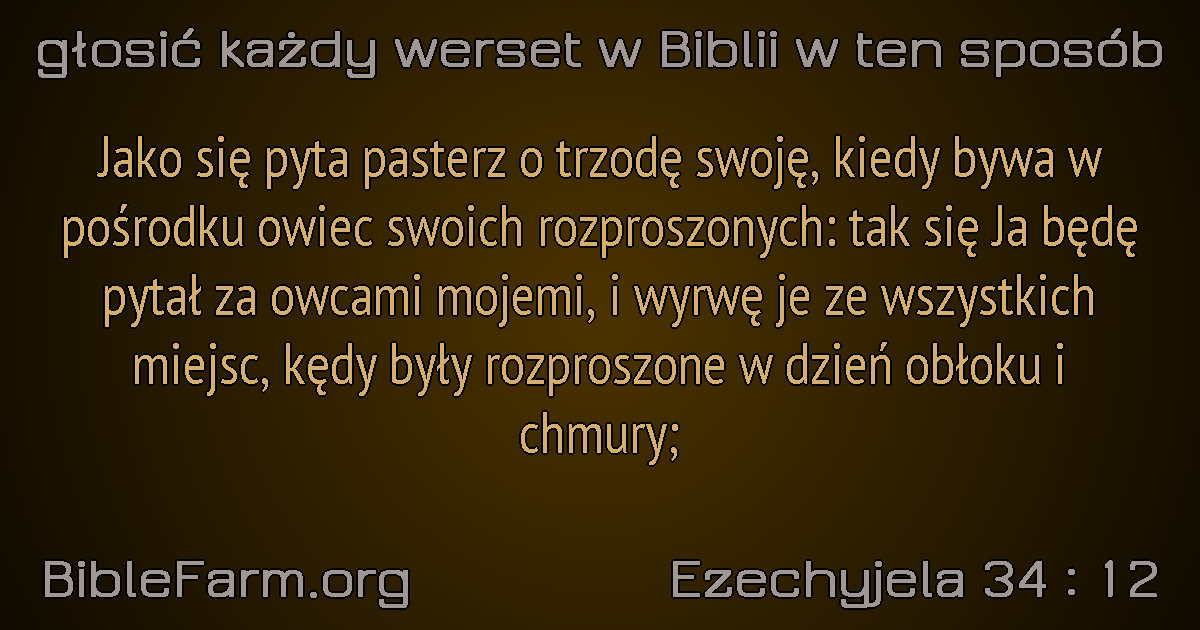 głosić każdy werset w Biblii w ten sposób
Jako się pyta pasterz o trzodę swoję, kiedy bywa w
pośrodku owiec swoich rozproszonych: tak się Ja będę
pytał za owcami mojemi, i wyrwę je ze wszystkich
miejsc, kędy były rozproszone w dzień obłoku i
chmury;
BibleFarm.org
Ezechyjela 34 : 12